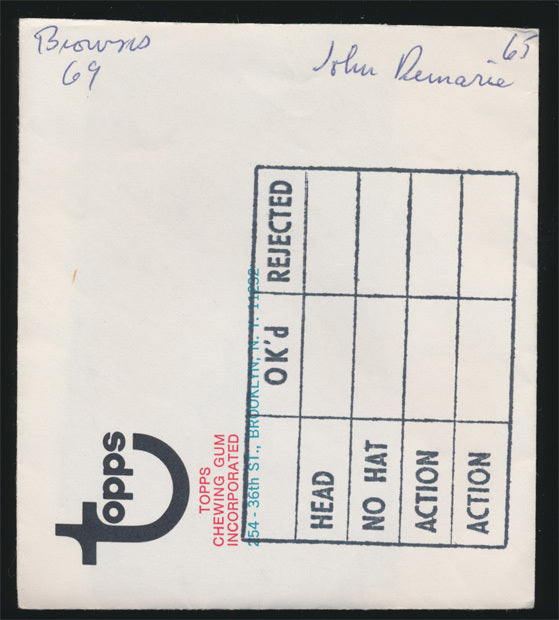 Browns
69
John Demarie
65
topps
TOPPS
CHEWING GUM
INCORPORATED
254 - 36th ST., BROOKLYN, N. Y. 11232
OK'd REJECTED
HEAD
NO HAT
ACTION
ACTION